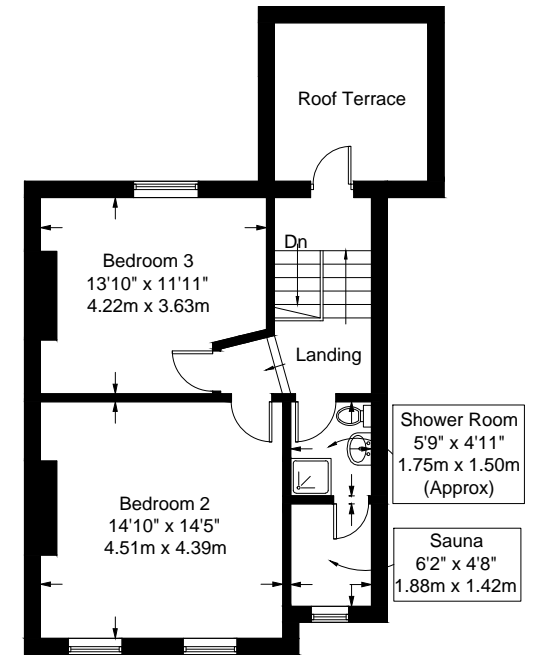 Roof Terrace
Dn
Bedroom 3
13'10" x 11'11"
4.22m x 3.63m
Landing
Shower Room
5'9" x 4'11"
1.75m x 1.50m
(Approx)
Bedroom 2
14'10" x 14'5"
4.51m x 4.39m
Sauna
6'2" x 4'8"
1.88m x 1.42m